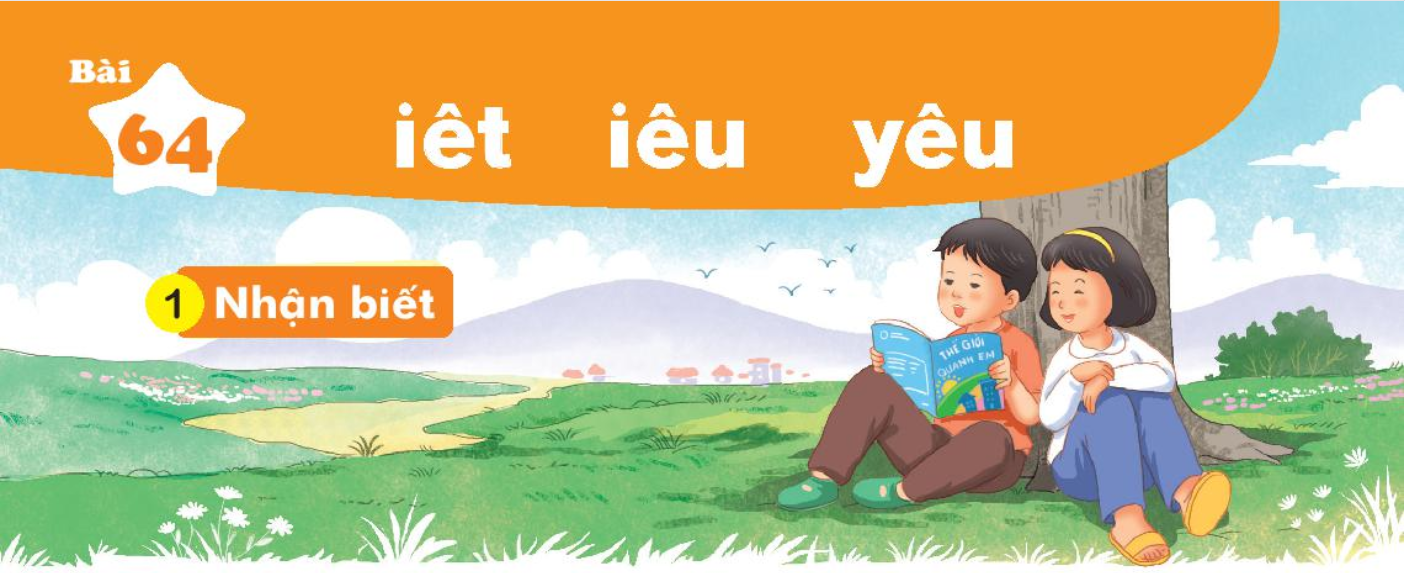 Bài
64
iêt iêu yêu
1 Nhận biết
THẾ GIỚI
QUANH EM